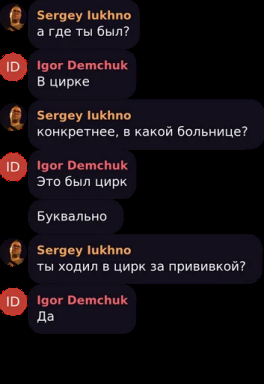 Sergey Iukhno
а где ты был?
ID
Igor Demchuk
В цирке
Sergey Iukhno
конкретнее, в какой больнице?
ID
Igor Demchuk
Это был цирк
Буквально
Sergey Iukhno
ты ходил в цирк за прививкой?
ID
Igor Demchuk
Да